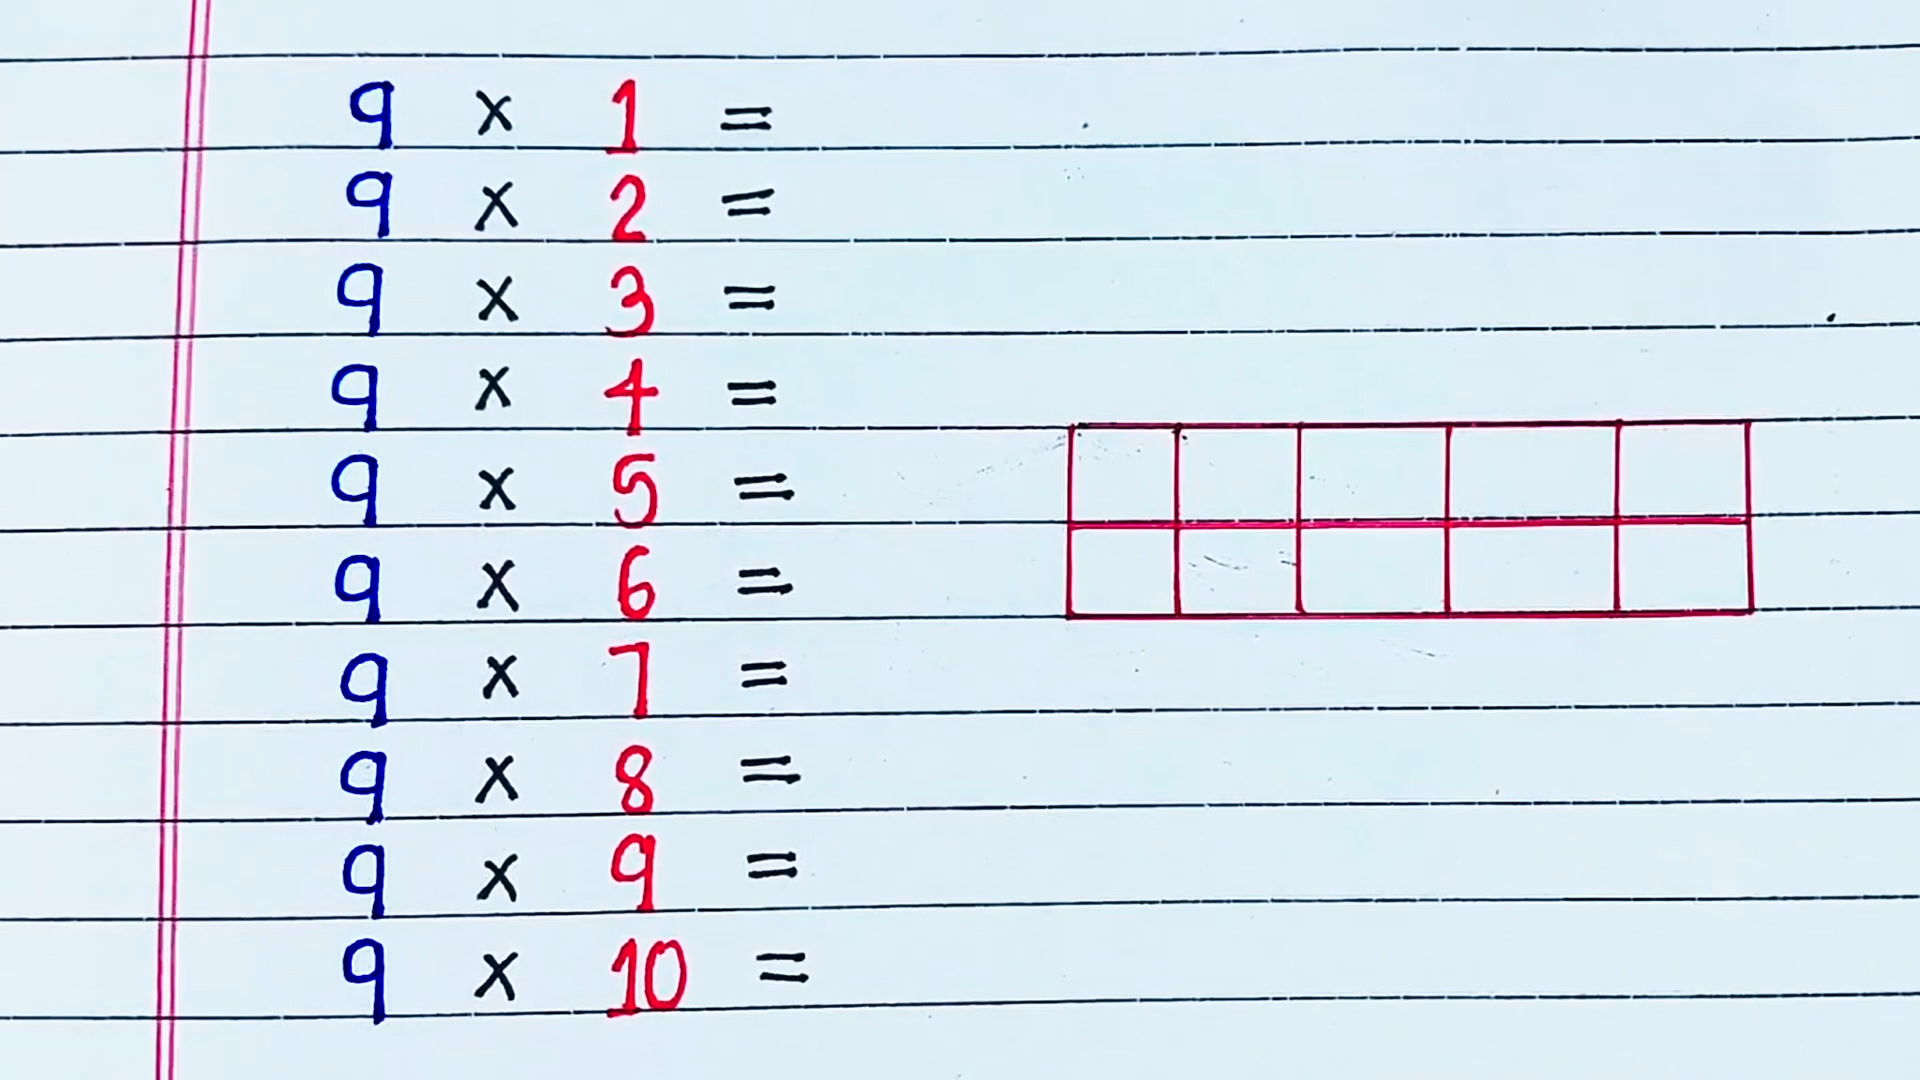 9 × 1 =
9 × 2 =
9 × 3 =
9 × 4 =
9 × 5 =
9 × 6 =
9 × 7 =
9 × 8 =
9 × 9 =
9 × 10 =